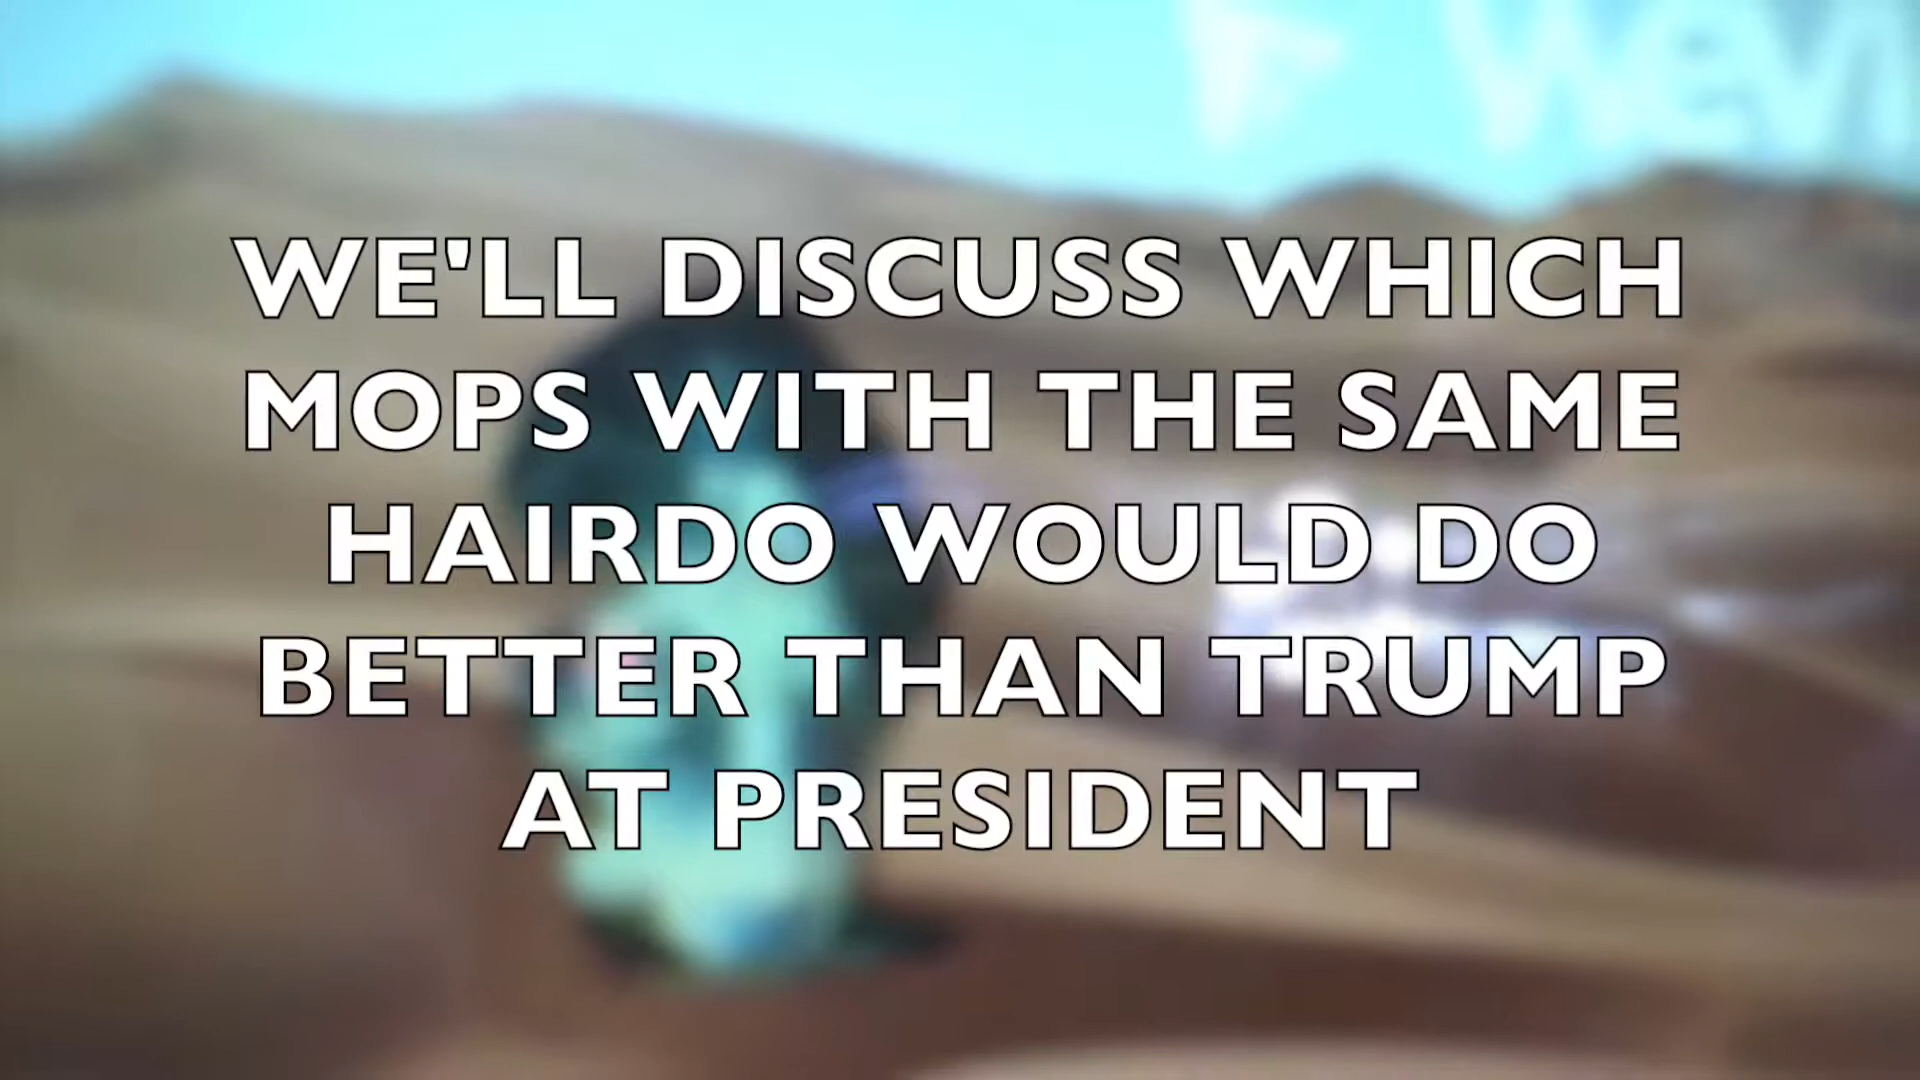 WE'LL DISCUSS WHICH
MOPS WITH THE SAME
HAIRDO WOULD DO
BETTER THAN TRUMP
AT PRESIDENT